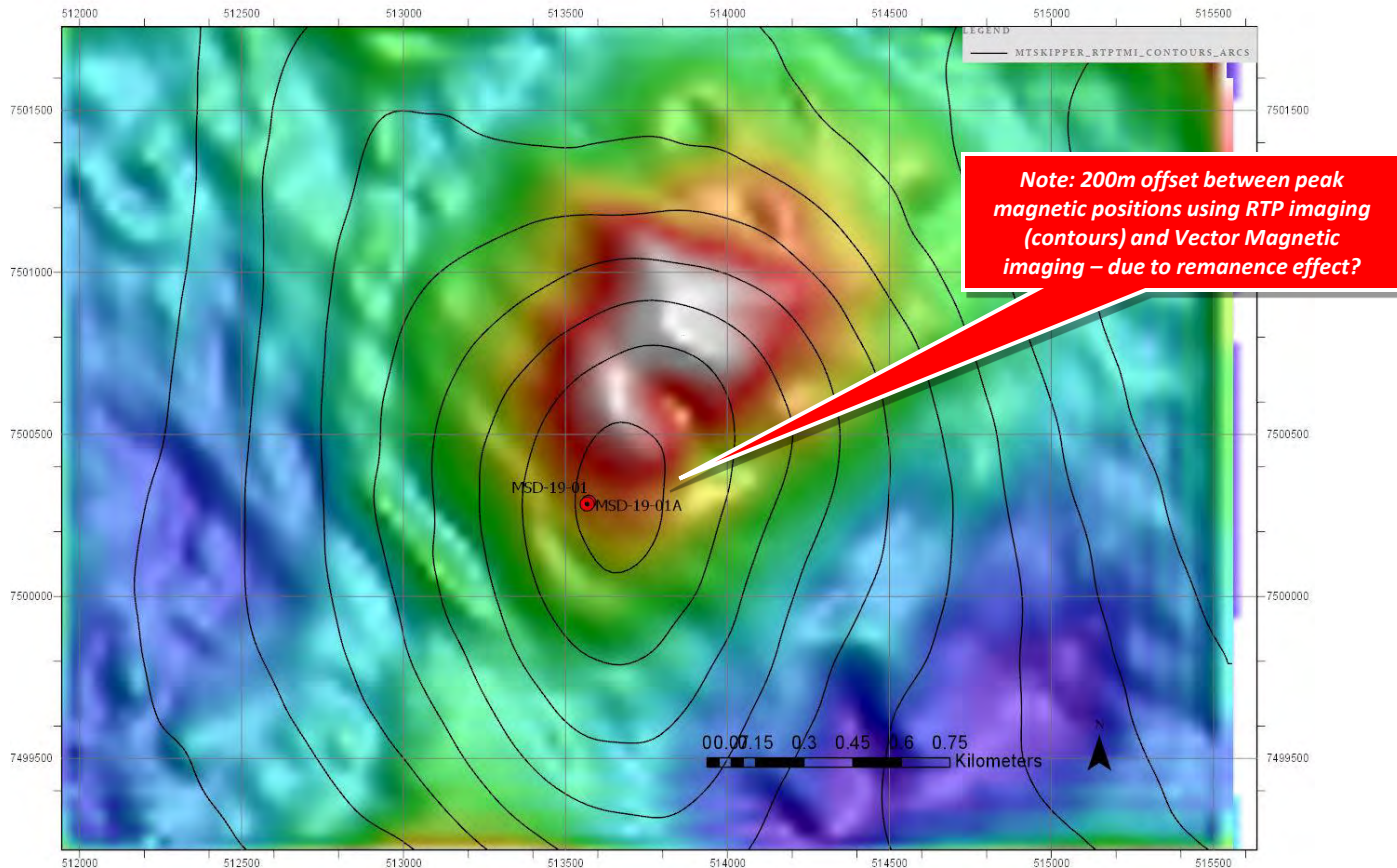 512000 512500 513000 513500 514000 514500 515000 515500
LEGEND
MTSKIPPER_RTPTMI_CONTOURS_ARCS
7501500 7501500
Note: 200m offset between peak
magnetic positions using RTP imaging
(contours) and Vector Magnetic
imaging – due to remanence effect?
7501000
7500500 7500500
MSD-19-01
MSD-19-01A
7500000 7500000
N
0 0.07 0.15 0.3 0.45 0.6 0.75
Kilometers
7499500 7499500
512000 512500 513000 513500 514000 514500 515000 515500